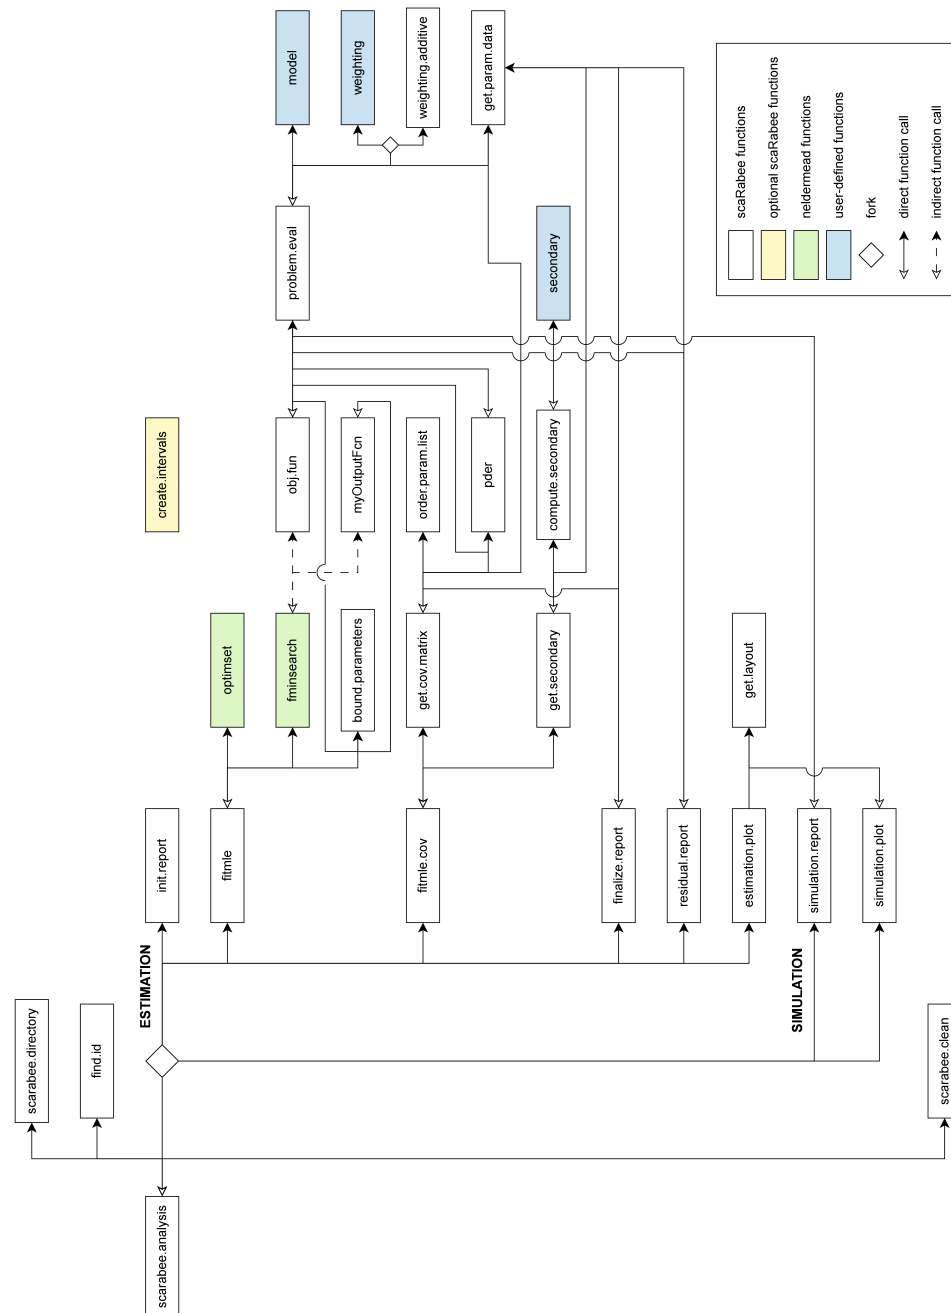 scarabee.analysis
scarabee.directory
find.id
scarabee.clean
ESTIMATION
SIMULATION
init.report
fitmle
fitmle.cov
finalize.report
residual.report
estimation.plot
simulation.report
simulation.plot
optimset
fminsearch
bound.parameters
get.cov.matrix
get.secondary
get.layout
create.intervals
obj.fun
myOutputFcn
order.param.list
pder
compute.secondary
problem.eval
secondary
model
weighting
weighting.additive
get.param.data
scaRabee functions
optional scaRabee functions
neldermead functions
user-defined functions
fork
direct function call
indirect function call